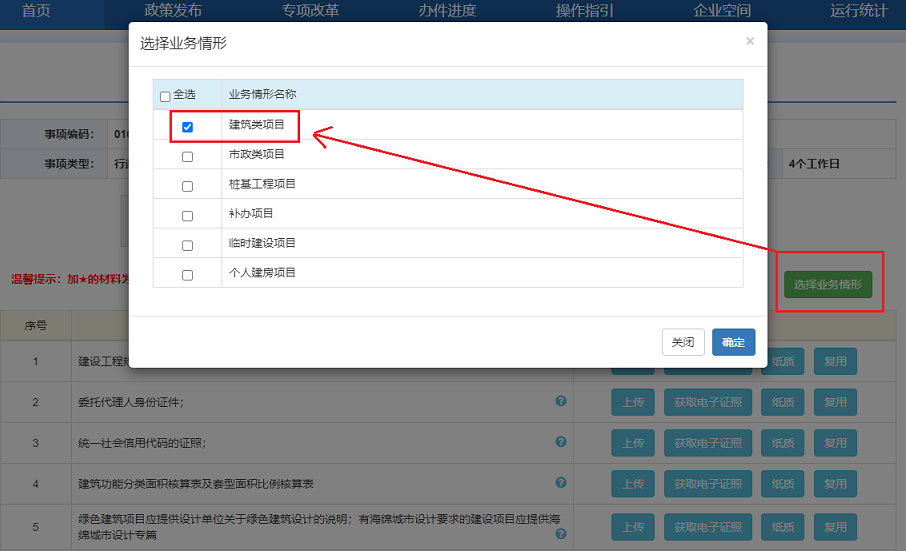 首页 政策发布 专项改革 办件进度 操作指引 企业空间 运行统计
选择业务情形 ×
全选 业务情形名称
建筑类项目
市政类项目
桩基工程项目
补办项目
临时建设项目
个人建房项目
关闭 确定
事项编码： 010
事项类型： 行政 4个工作日
温馨提示：加★的材料为 选择业务情形
序号
1 建设工程规 纸质 复用
2 委托代理人身份证件； 上传 获取电子证照 纸质 复用
3 统一社会信用代码的证照； 上传 获取电子证照 纸质 复用
4 建筑功能分类面积核算表及套型面积比例核算表 上传 获取电子证照 纸质 复用
5 绿色建筑项目应提供设计单位关于绿色建筑设计的说明；有海绵城市设计要求的建设项目应提供海 上传 获取电子证照 纸质 复用
绵城市设计专篇